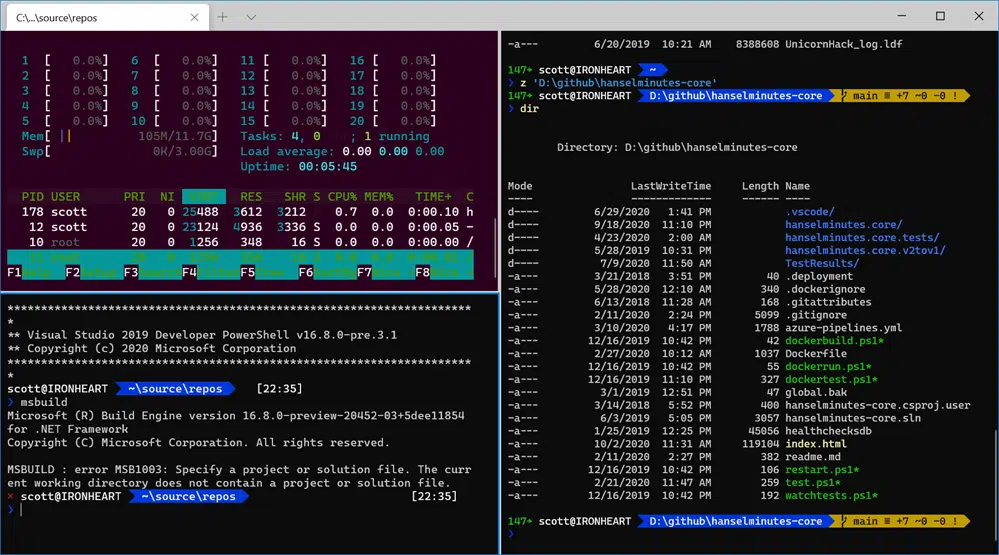 C:\...\source\repos
1 [ 0.0%] 6 [ 0.0%] 11 [ 0.0%] 16 [ 0.0%]
2 [ 0.0%] 7 [ 0.0%] 12 [ 0.0%] 17 [ 0.0%]
3 [ 0.0%] 8 [ 0.0%] 13 [ 0.0%] 18 [ 0.0%]
4 [ 0.0%] 9 [ 0.0%] 14 [ 0.0%] 19 [ 0.0%]
5 [ 0.0%] 10 [ 0.0%] 15 [ 0.0%] 20 [ 0.0%]
Mem[ || 105M/11.7G] Tasks: 4, 0 ; 1 running
Swp[ 0K/3.00G] Load average: 0.00 0.00 0.00
Uptime: 00:05:45
PID USER PRI NI RES SHR S CPU% MEM% TIME+ C
178 scott 20 0 25488 3612 3212 0.7 0.0 0:00.10 h
12 scott 20 0 23124 4936 3336 S 0.0 0.0 0:00.05 -
10 root 20 0 1256 348 16 S 0.0 0.0 0:00.00 /
F1 F2 F3 F4 F5 F6 F7 F8
*******************************************************************
*
** Visual Studio 2019 Developer PowerShell v16.8.0-pre.3.1
** Copyright (c) 2020 Microsoft Corporation
*******************************************************************
*
scott@IRONHEART ~\source\repos [22:35]
❯ msbuild
Microsoft (R) Build Engine version 16.8.0-preview-20452-03+5dee11854
for .NET Framework
Copyright (C) Microsoft Corporation. All rights reserved.
MSBUILD : error MSB1003: Specify a project or solution file. The curr
ent working directory does not contain a project or solution file.
× scott@IRONHEART ~\source\repos [22:35]
❯
-a--- 6/20/2019 10:21 AM 8388608 UnicornHack_log.ldf
147+ scott@IRONHEART ~
❯ z 'D:\github\hanselminutes-core'
147+ scott@IRONHEART D:\github\hanselminutes-core main ≡ +7 ~0 -0 !
❯ dir
Directory: D:\github\hanselminutes-core
Mode LastWriteTime Length Name
---- ------------- ------ ----
d---- 6/29/2020 1:41 PM .vscode/
d---- 9/18/2020 11:10 PM hanselminutes.core/
d---- 4/23/2020 2:00 AM hanselminutes.core.tests/
d---- 5/28/2019 10:31 PM hanselminutes.core.v2tov1/
d---- 7/9/2020 11:50 AM TestResults/
-a--- 3/21/2018 3:51 PM 40 .deployment
-a--- 5/28/2020 12:10 AM 340 .dockerignore
-a--- 6/13/2018 11:28 AM 168 .gitattributes
-a--- 2/11/2020 2:24 PM 5099 .gitignore
-a--- 3/10/2020 4:17 PM 1788 azure-pipelines.yml
-a--- 12/16/2019 10:42 PM 42 dockerbuild.ps1*
-a--- 2/27/2020 10:12 AM 1037 Dockerfile
-a--- 12/16/2019 10:42 PM 55 dockerrun.ps1*
-a--- 12/16/2019 11:10 PM 327 dockertest.ps1*
-a--- 3/1/2019 12:51 AM 47 global.bak
-a--- 3/14/2018 5:52 PM 400 hanselminutes-core.csproj.user
-a--- 6/3/2019 5:05 PM 3057 hanselminutes-core.sln
-a--- 1/25/2019 12:25 PM 45056 healthchecksdb
-a--- 10/2/2020 11:31 AM 119104 index.html
-a--- 2/11/2020 2:27 PM 382 readme.md
-a--- 12/16/2019 10:42 PM 106 restart.ps1*
-a--- 2/21/2020 11:47 AM 259 test.ps1*
-a--- 12/16/2019 10:42 PM 192 watchtests.ps1*
147+ scott@IRONHEART D:\github\hanselminutes-core main ≡ +7 ~0 -0 !
❯